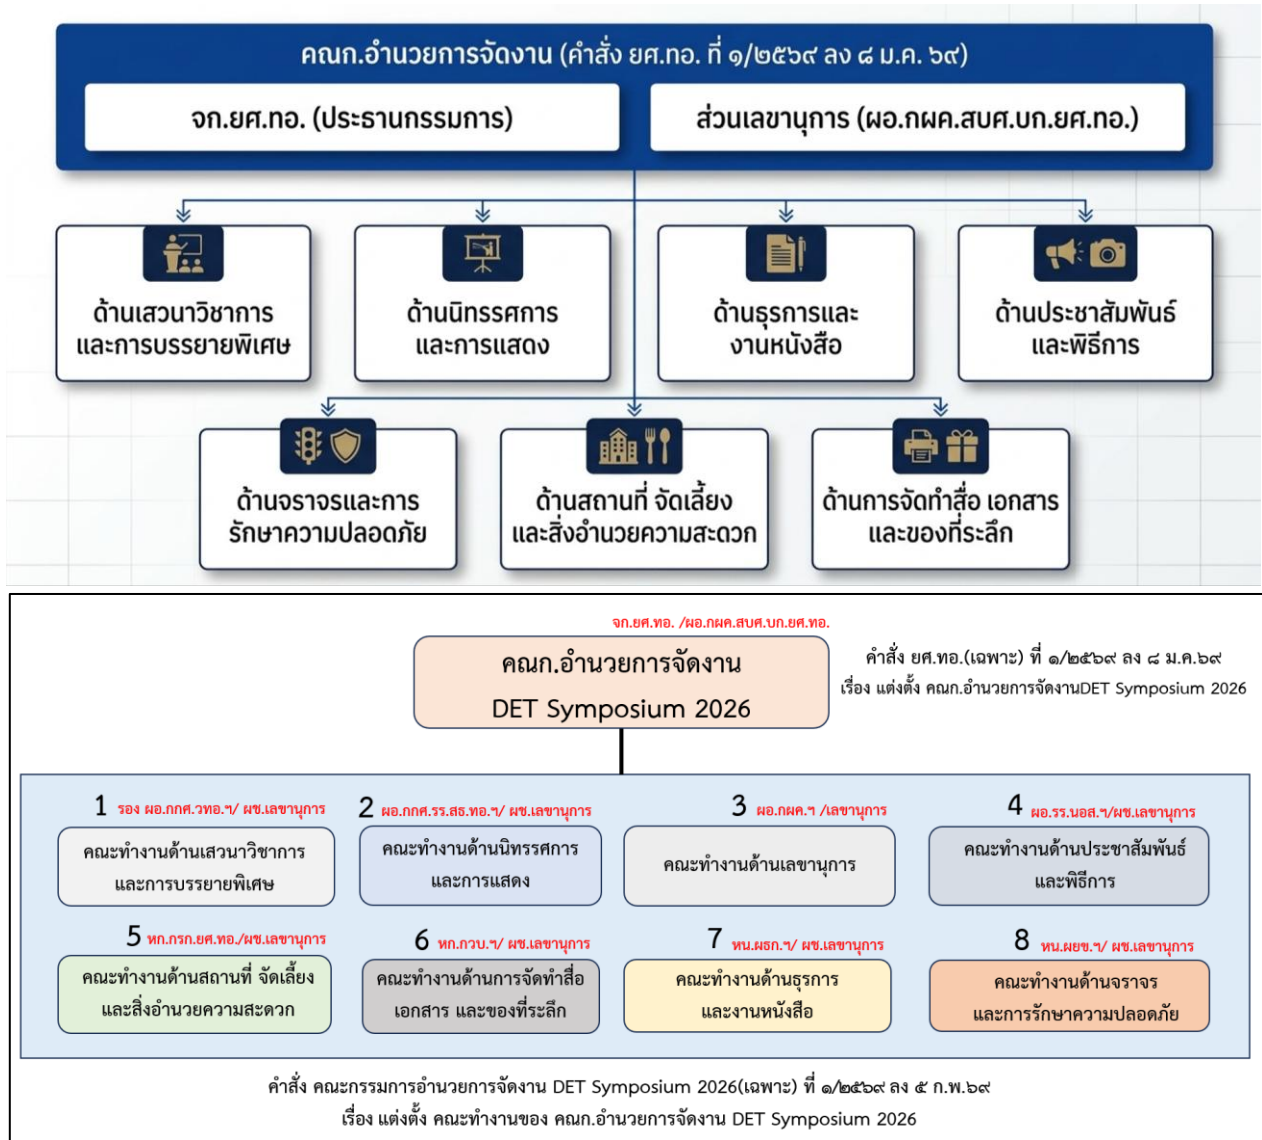 คณก.อำนวยการจัดงาน (คำสั่ง ยศ.ทอ. ที่ ๑/๒๕๖๙ ลง ๘ ม.ค. ๖๙)
จก.ยศ.ทอ. (ประธานกรรมการ)
ส่วนเลขานุการ (ผอ.กผค.สบศ.บก.ยศ.ทอ.)
ด้านเสวนาวิชาการ
และการบรรยายพิเศษ
ด้านนิทรรศการ
และการแสดง
ด้านธุรการและ
งานหนังสือ
ด้านประชาสัมพันธ์
และพิธีการ
ด้านจราจรและการ
รักษาความปลอดภัย
ด้านสถานที่ จัดเลี้ยง
และสิ่งอำนวยความสะดวก
ด้านการจัดทำสื่อ เอกสาร
และของที่ระลึก
จก.ยศ.ทอ. /ผอ.กผค.สบศ.บก.ยศ.ทอ.
คณก.อำนวยการจัดงาน
DET Symposium 2026
คำสั่ง ยศ.ทอ.(เฉพาะ) ที่ ๑/๒๕๖๙ ลง ๘ ม.ค.๖๙
เรื่อง แต่งตั้ง คณก.อำนวยการจัดงานDET Symposium 2026
1 รอง ผอ.กกศ.วทอ.ฯ/ ผช.เลขานุการ
คณะทำงานด้านเสวนาวิชาการ
และการบรรยายพิเศษ
2 ผอ.กกศ.รร.สธ.ทอ.ฯ/ ผช.เลขานุการ
คณะทำงานด้านนิทรรศการ
และการแสดง
3 ผอ.กผค.ฯ /เลขานุการ
คณะทำงานด้านเลขานุการ
4 ผอ.รร.นอส.ฯ/ผช.เลขานุการ
คณะทำงานด้านประชาสัมพันธ์
และพิธีการ
5 หก.กรก.ยศ.ทอ./ผช.เลขานุการ
คณะทำงานด้านสถานที่ จัดเลี้ยง
และสิ่งอำนวยความสะดวก
6 หก.กวบ.ฯ/ ผช.เลขานุการ
คณะทำงานด้านการจัดทำสื่อ
เอกสาร และของที่ระลึก
7 หน.ผธก.ฯ/ ผช.เลขานุการ
คณะทำงานด้านธุรการ
และงานหนังสือ
8 หน.ผยข.ฯ/ ผช.เลขานุการ
คณะทำงานด้านจราจร
และการรักษาความปลอดภัย
คำสั่ง คณะกรรมการอำนวยการจัดงาน DET Symposium 2026(เฉพาะ) ที่ ๑/๒๕๖๙ ลง ๕ ก.พ.๖๙
เรื่อง แต่งตั้ง คณะทำงานของ คณก.อำนวยการจัดงาน DET Symposium 2026